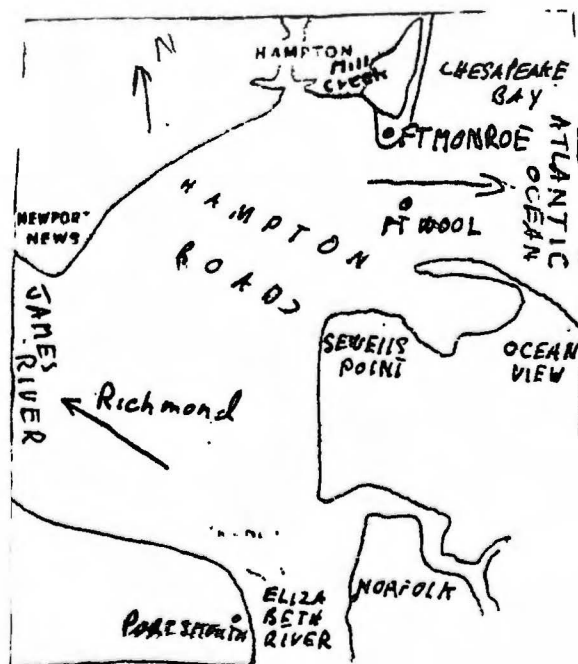 N
HAMPTON
Mill
Creek
CHESAPEAKE
BAY
FT MONROE
ATLANTIC
OCEAN
NEWPORT
NEWS
HAMPTON
ROADS
FT WOOL
JAMES
RIVER
SEWELLS
POINT
OCEAN
VIEW
Richmond
ELIZA
BETH
RIVER
NORFOLK
PORTSMOUTH